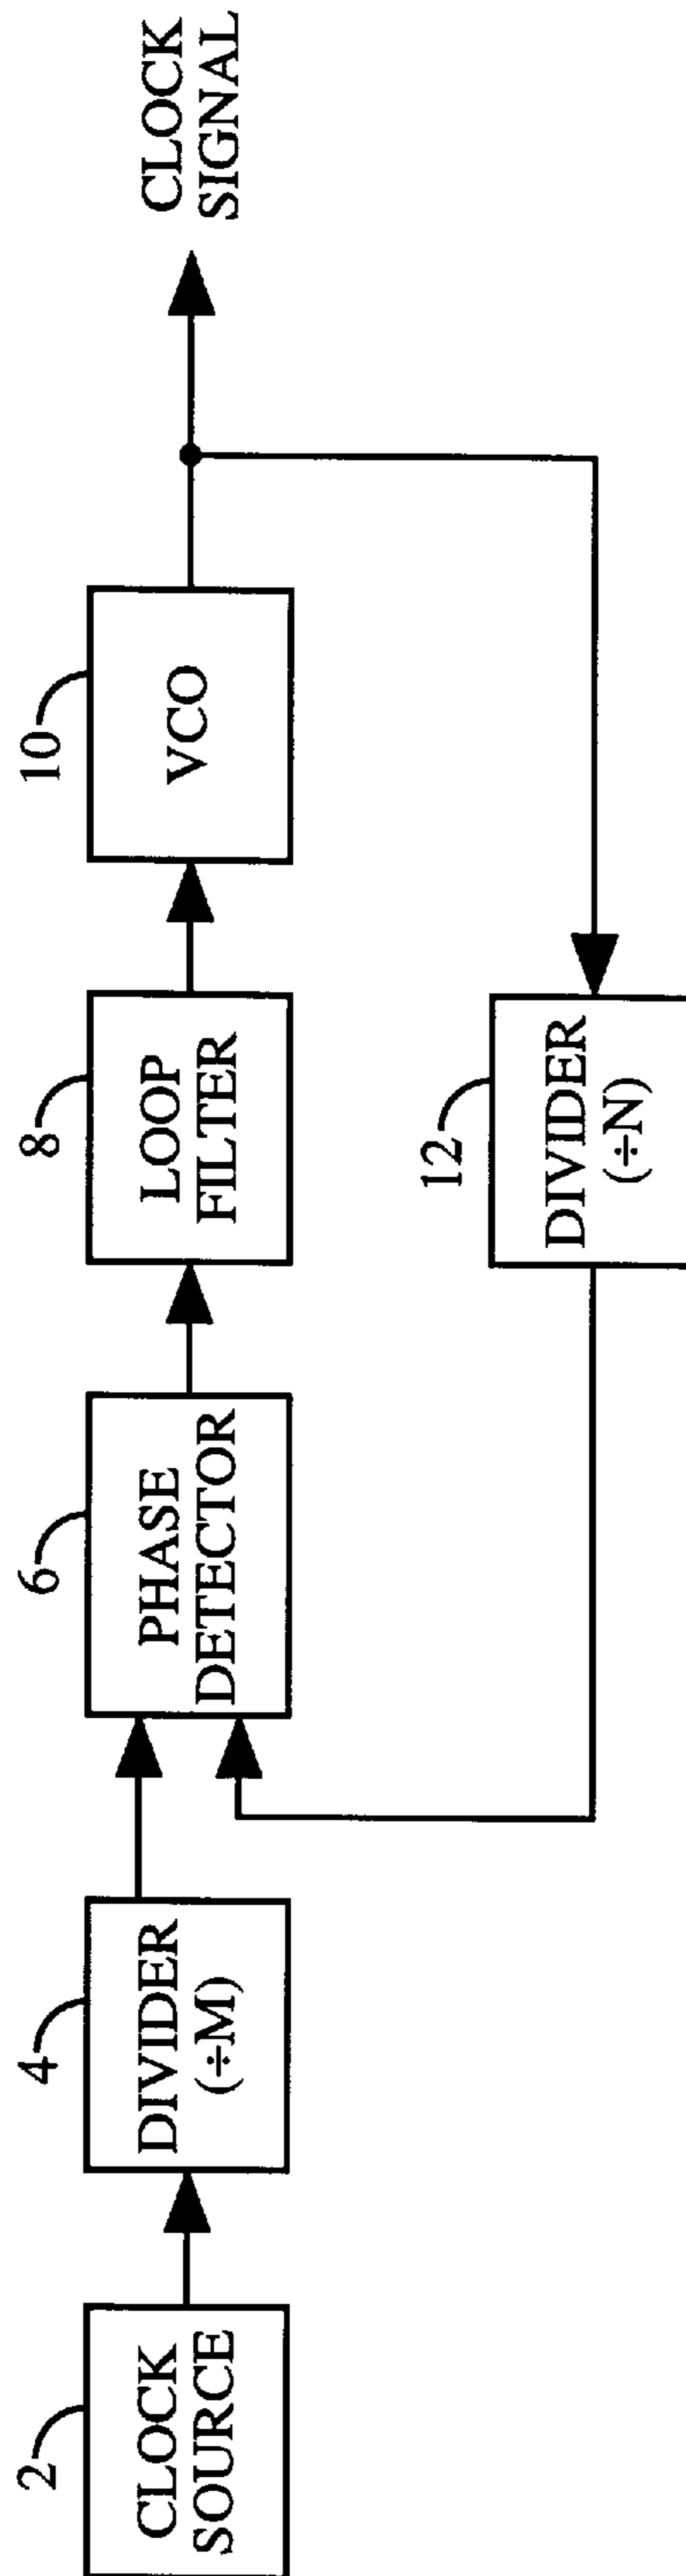 2
CLOCK
SOURCE
4
DIVIDER
(÷M)
6
PHASE
DETECTOR
8
LOOP
FILTER
10
VCO
CLOCK
SIGNAL
12
DIVIDER
(÷N)